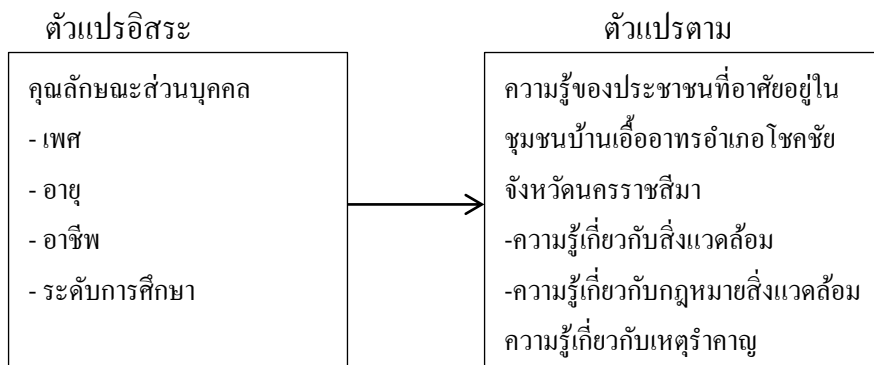 ตัวแปรอิสระ
คุณลักษณะส่วนบุคคล
- เพศ
- อายุ
- อาชีพ
- ระดับการศึกษา
ตัวแปรตาม
ความรู้ของประชาชนที่อาศัยอยู่ใน
ชุมชนบ้านเอื้ออาทรอำเภอโชคชัย
จังหวัดนครราชสีมา
-ความรู้เกี่ยวกับสิ่งแวดล้อม
-ความรู้เกี่ยวกับกฎหมายสิ่งแวดล้อม
ความรู้เกี่ยวกับเหตุรำคาญ